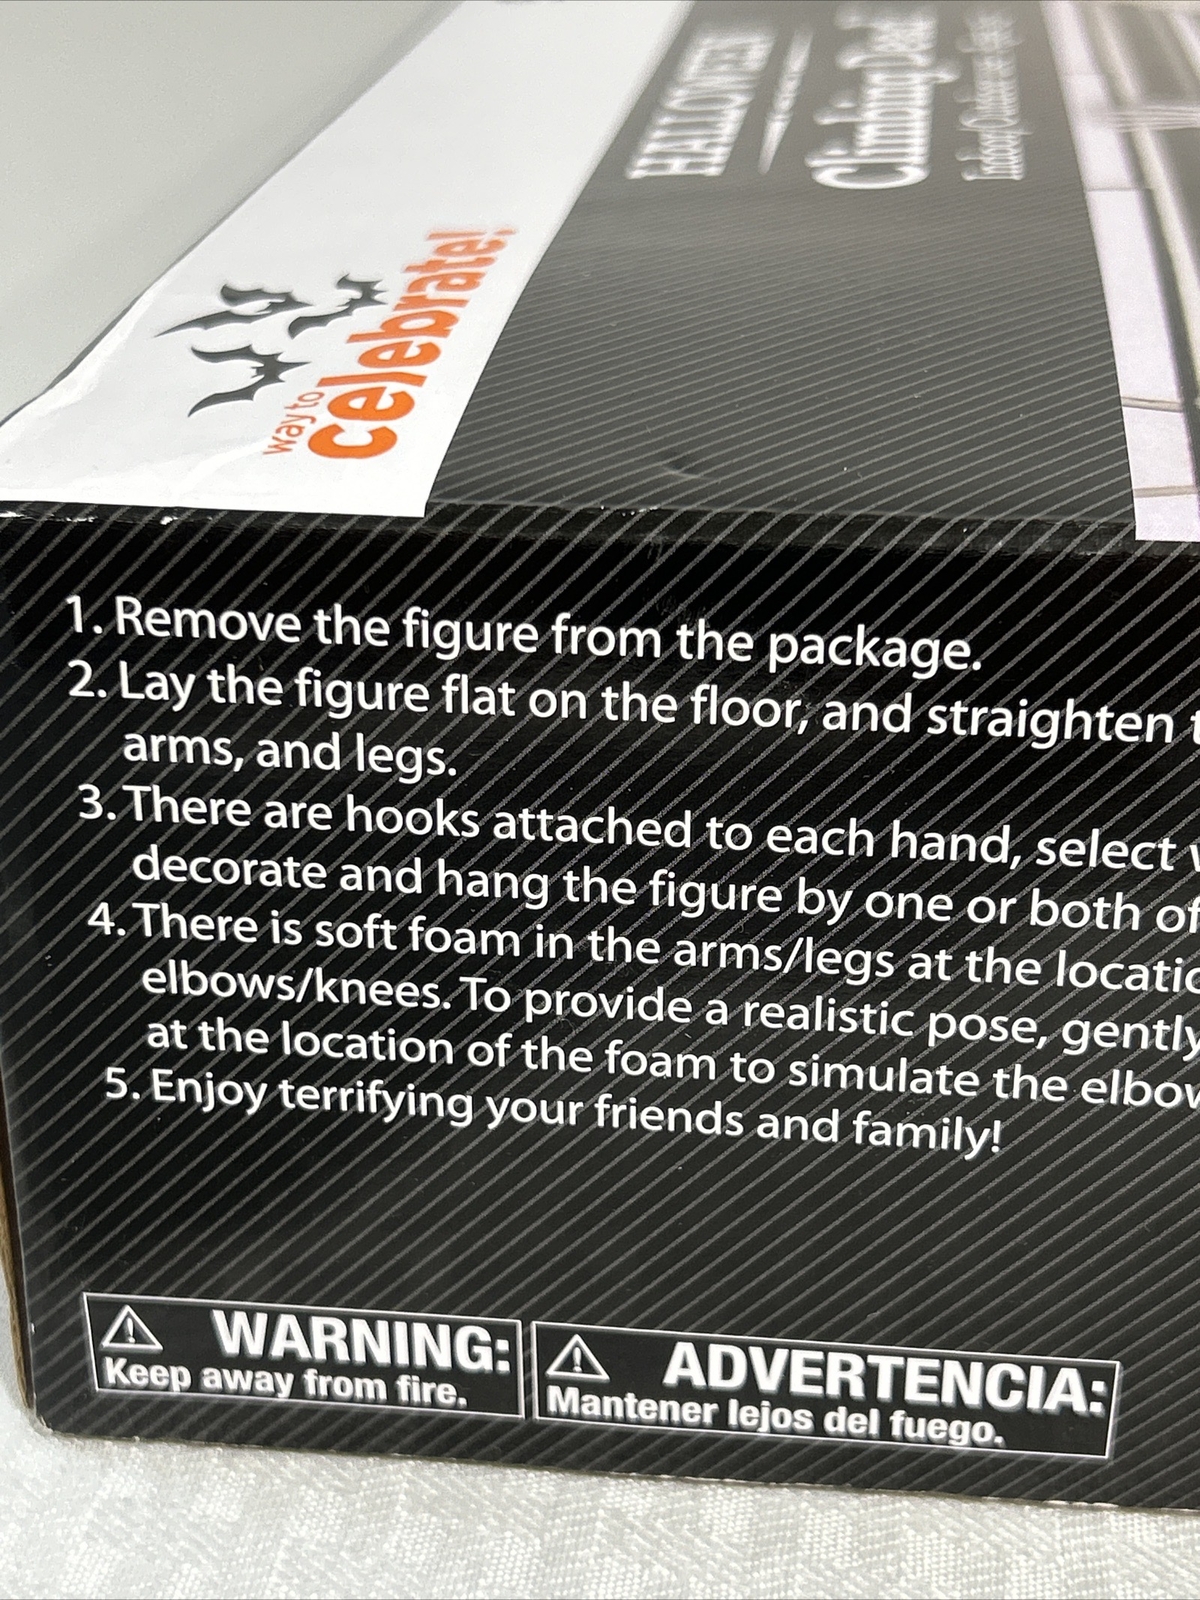 HALLOWEEN
Climbing Dead
way to
celebrate!
1. Remove the figure from the package.
2. Lay the figure flat on the floor, and straighten
arms, and legs.
3. There are hooks attached to each hand, select
decorate and hang the figure by one or both of
4. There is soft foam in the arms/legs at the
elbows/knees. To provide a realistic pose, gently
at the location of the foam to simulate the
5. Enjoy terrifying your friends and family!
WARNING:
Keep away from fire.
ADVERTENCIA:
Mantener lejos del fuego.